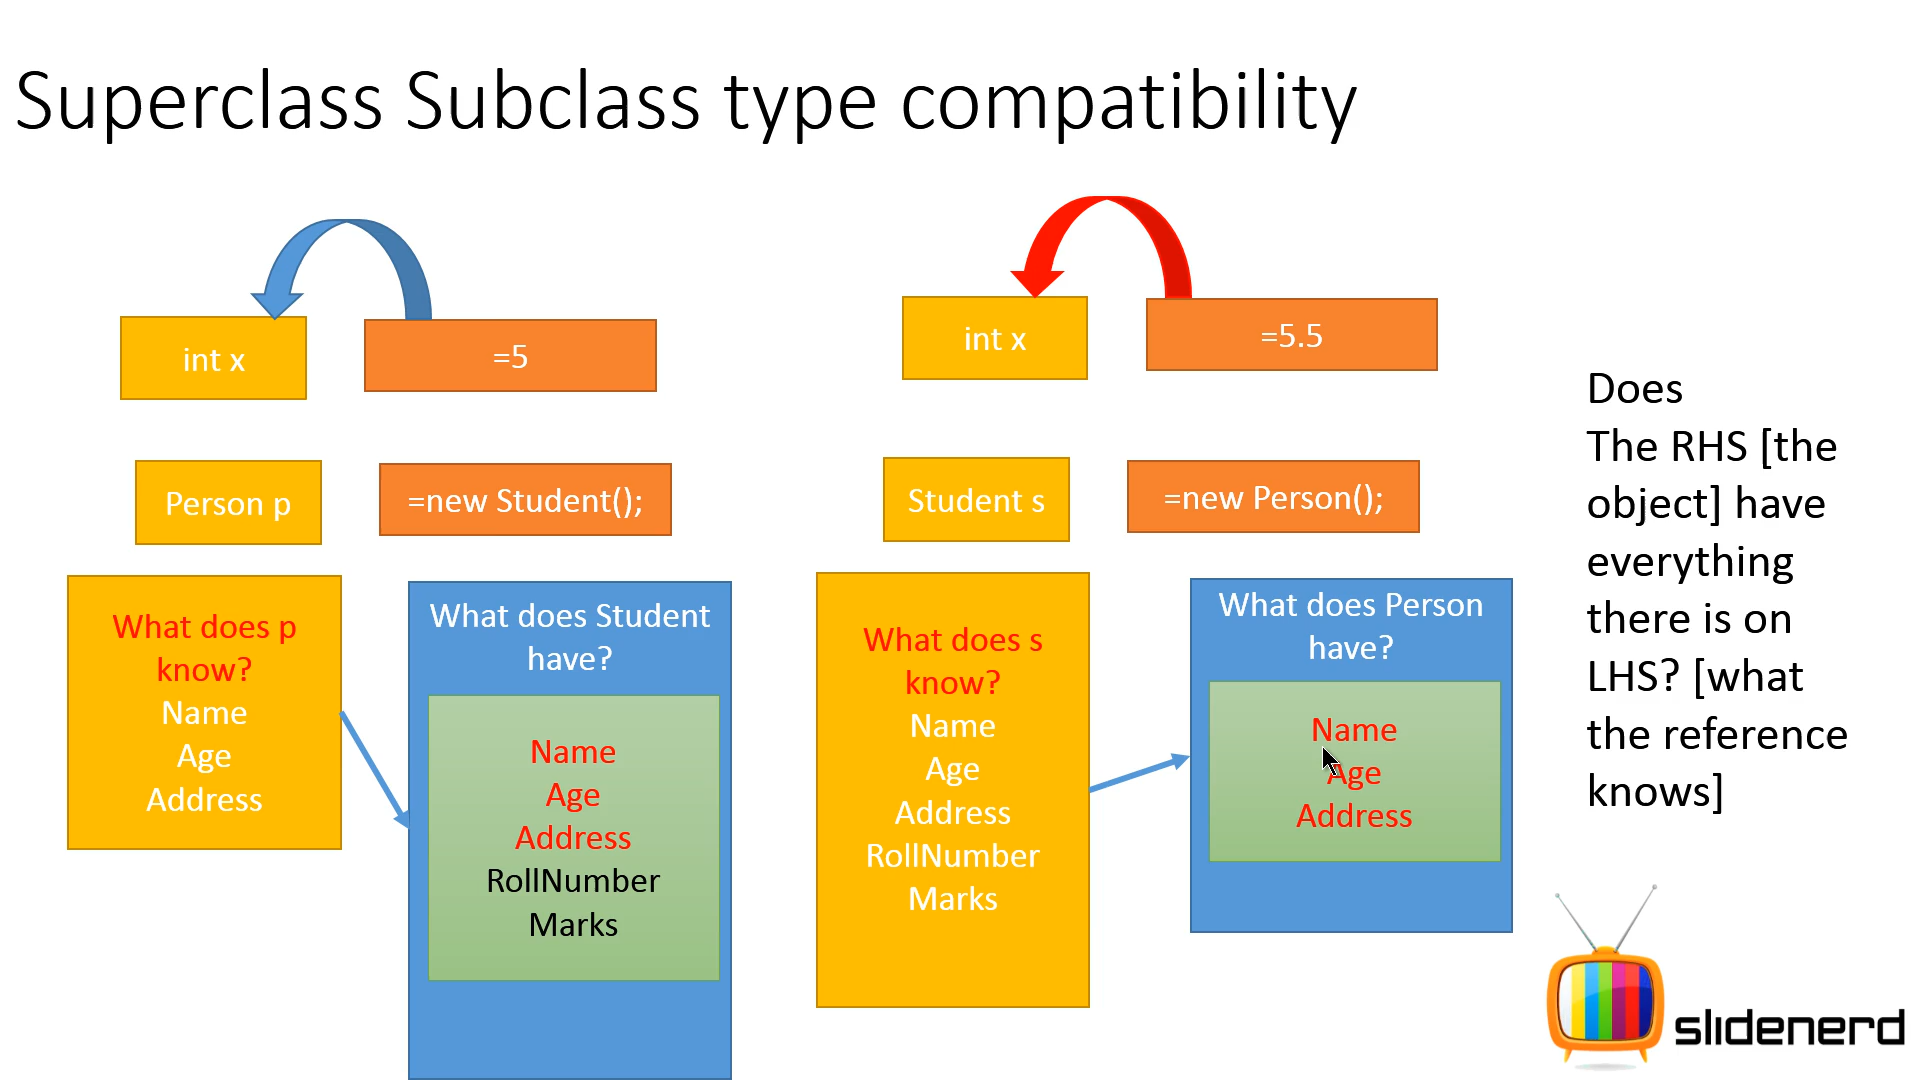 Superclass Subclass type compatibility
int x
=5
Person p
=new Student();
What does p
know?
Name
Age
Address
What does Student
have?
Name
Age
Address
RollNumber
Marks
int x
=5.5
Student s
=new Person();
What does s
know?
Name
Age
Address
RollNumber
Marks
What does Person
have?
Name
Age
Address
Does
The RHS [the
object] have
everything
there is on
LHS? [what
the reference
knows]
slidenerd